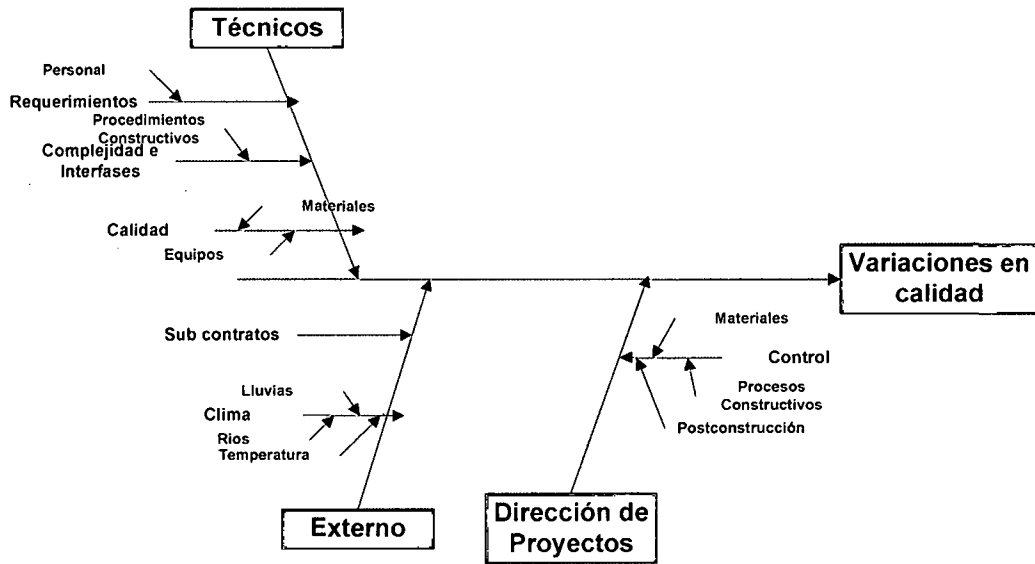 Técnicos
Personal
Requerimientos
Procedimientos
Constructivos
Complejidad e
Interfases
Materiales
Calidad
Equipos
Variaciones en
calidad
Sub contratos
Materiales
Control
Lluvias
Clima
Procesos
Constructivos
Rios
Temperatura
Postconstrucción
Externo
Dirección de
Proyectos